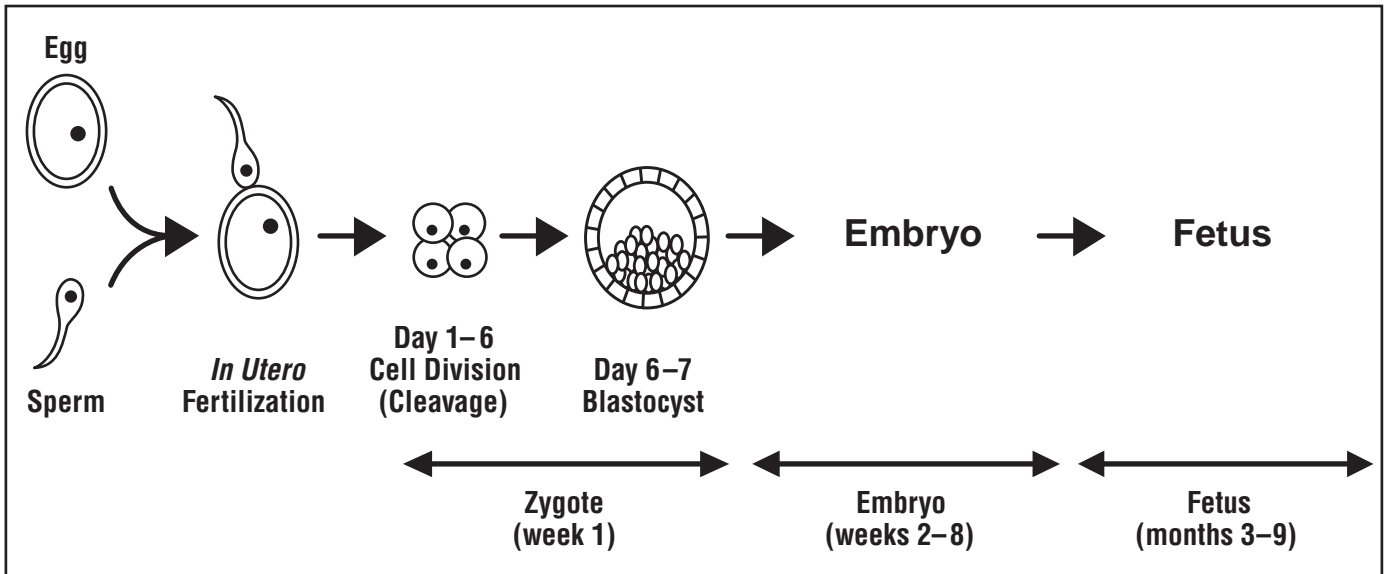 Egg
Sperm
In Utero
Fertilization
Day 1–6
Cell Division
(Cleavage)
Day 6–7
Blastocyst
Embryo
Fetus
Zygote
(week 1)
Embryo
(weeks 2–8)
Fetus
(months 3–9)